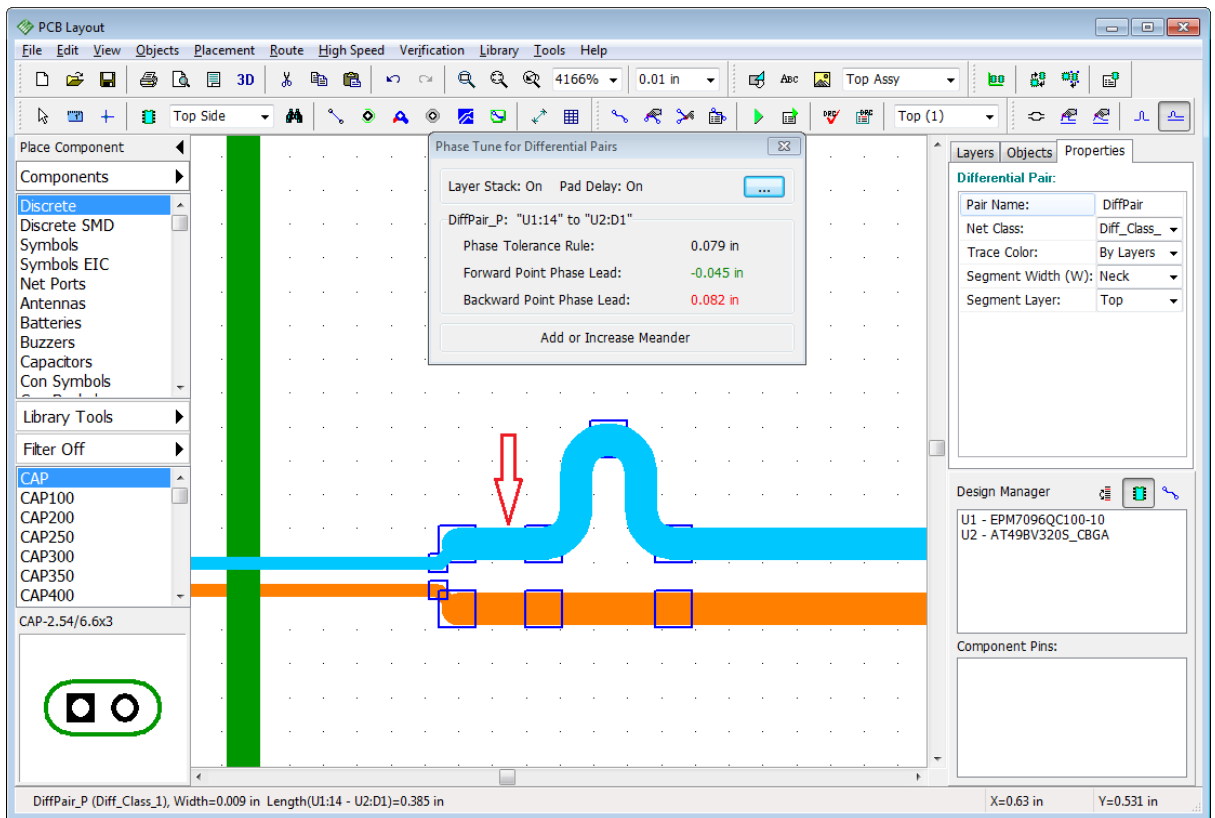 PCB Layout
File Edit View Objects Placement Route High Speed Verification Library Tools Help
3D 4166% 0.01 in ABC Top Assy
Top Side Top (1)
Place Component
Components
Discrete
Discrete SMD
Symbols
Symbols EIC
Net Ports
Antennas
Batteries
Buzzers
Capacitors
Con Symbols
Library Tools
Filter Off
CAP
CAP100
CAP200
CAP250
CAP300
CAP350
CAP400
CAP-2.54/6.6x3
Phase Tune for Differential Pairs
Layer Stack: On Pad Delay: On ...
DiffPair_P: "U1:14" to "U2:D1"
Phase Tolerance Rule: 0.079 in
Forward Point Phase Lead: -0.045 in
Backward Point Phase Lead: 0.082 in
Add or Increase Meander
Layers Objects Properties
Differential Pair:
Pair Name: DiffPair
Net Class: Diff_Class_
Trace Color: By Layers
Segment Width (W): Neck
Segment Layer: Top
Design Manager
U1 - EPM7096QC100-10
U2 - AT49BV320S_CBGA
Component Pins:
DiffPair_P (Diff_Class_1), Width=0.009 in Length(U1:14 - U2:D1)=0.385 in X=0.63 in Y=0.531 in